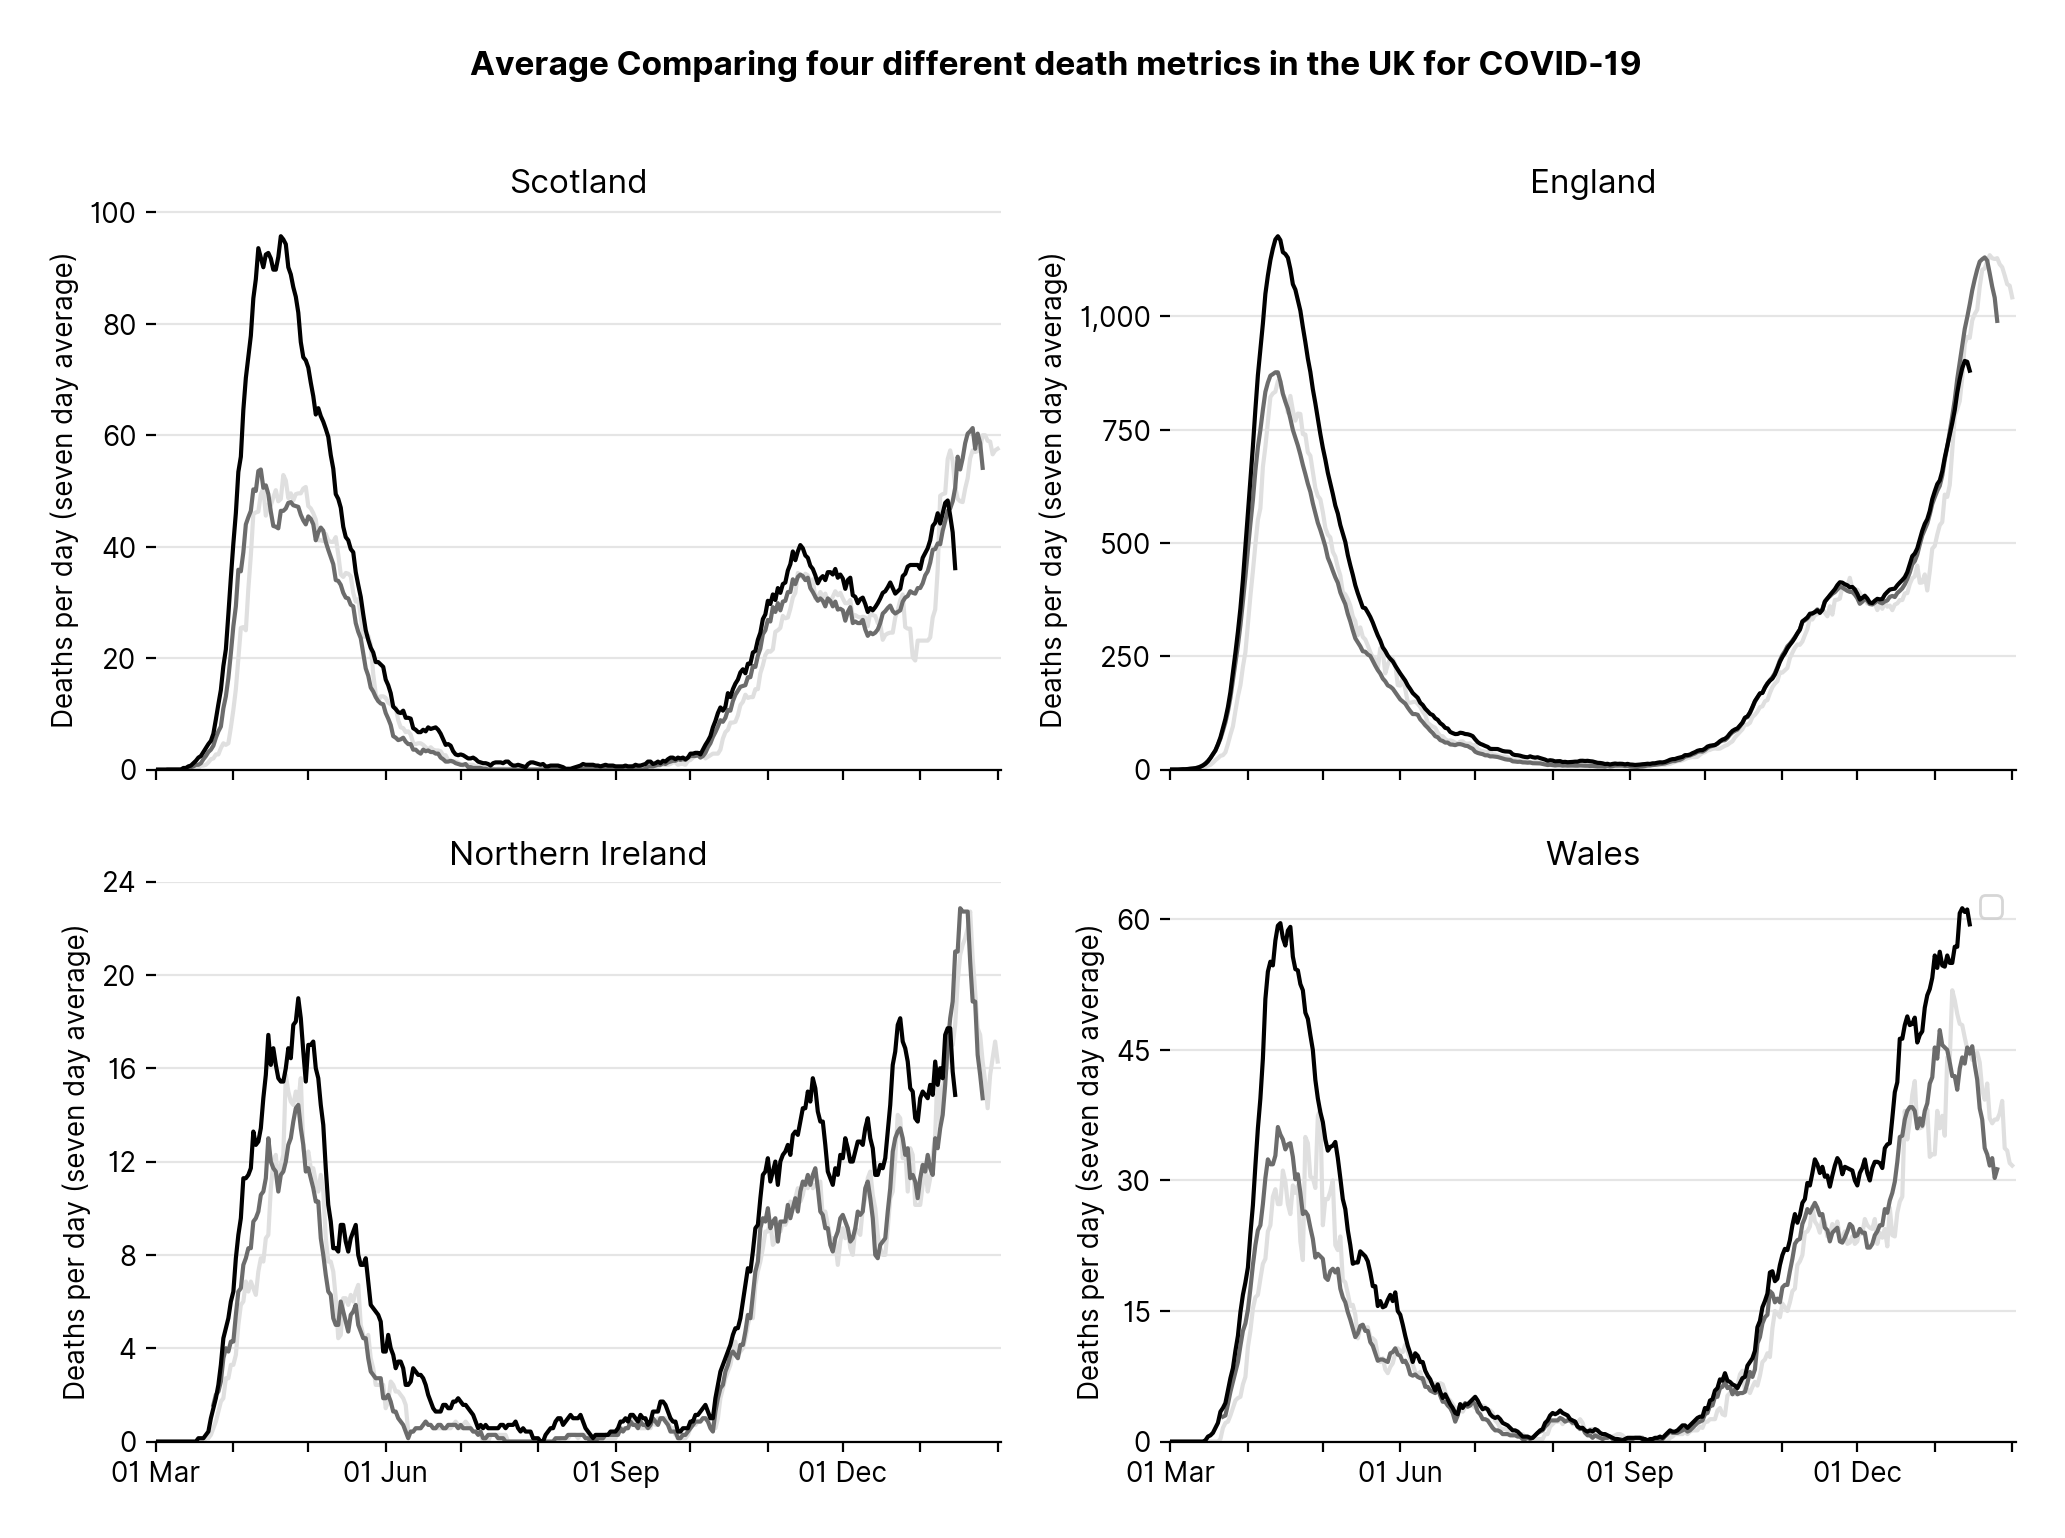 Average Comparing four different death metrics in the UK for COVID-19
Scotland
Deaths per day (seven day average)
100
80
60
40
20
0
England
Deaths per day (seven day average)
1,000
750
500
250
0
Northern Ireland
Deaths per day (seven day average)
24
20
16
12
8
4
0
01 Mar 01 Jun 01 Sep 01 Dec
Wales
Deaths per day (seven day average)
60
45
30
15
0
01 Mar 01 Jun 01 Sep 01 Dec